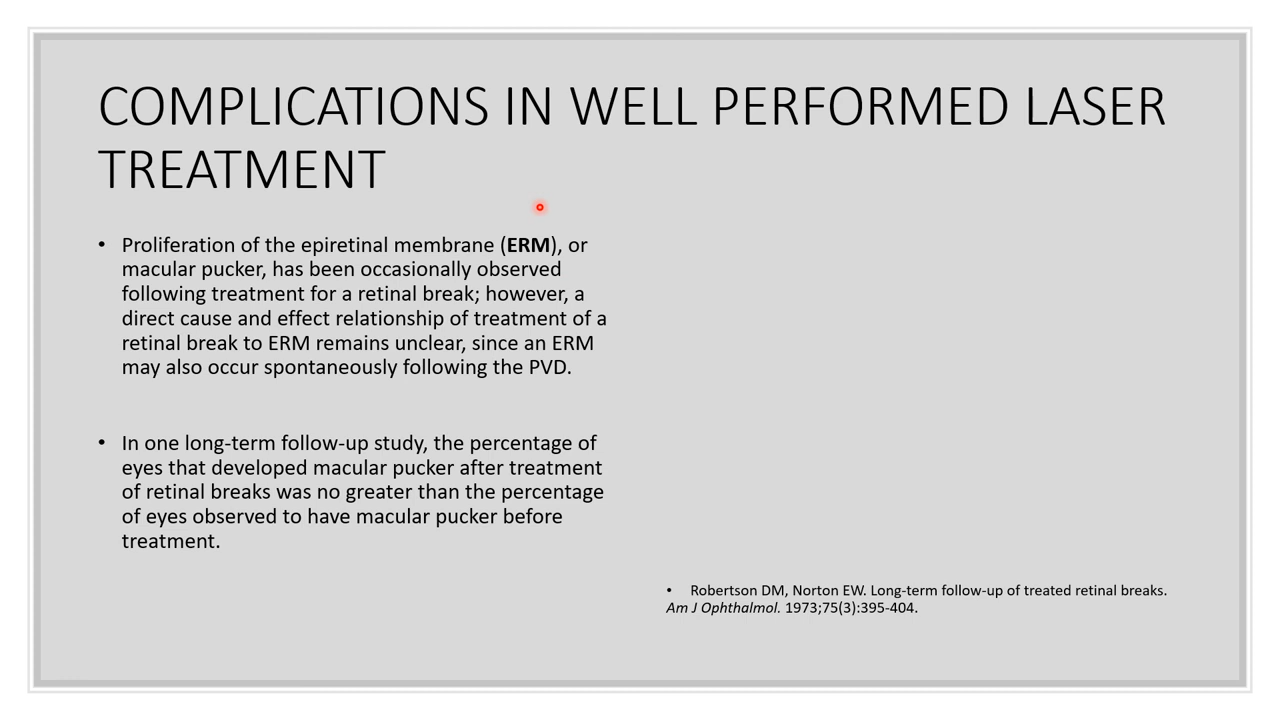 COMPLICATIONS IN WELL PERFORMED LASER
TREATMENT
• Proliferation of the epiretinal membrane (ERM), or
macular pucker, has been occasionally observed
following treatment for a retinal break; however, a
direct cause and effect relationship of treatment of a
retinal break to ERM remains unclear, since an ERM
may also occur spontaneously following the PVD.
• In one long-term follow-up study, the percentage of
eyes that developed macular pucker after treatment
of retinal breaks was no greater than the percentage
of eyes observed to have macular pucker before
treatment.
• Robertson DM, Norton EW. Long-term follow-up of treated retinal breaks.
Am J Ophthalmol. 1973;75(3):395-404.